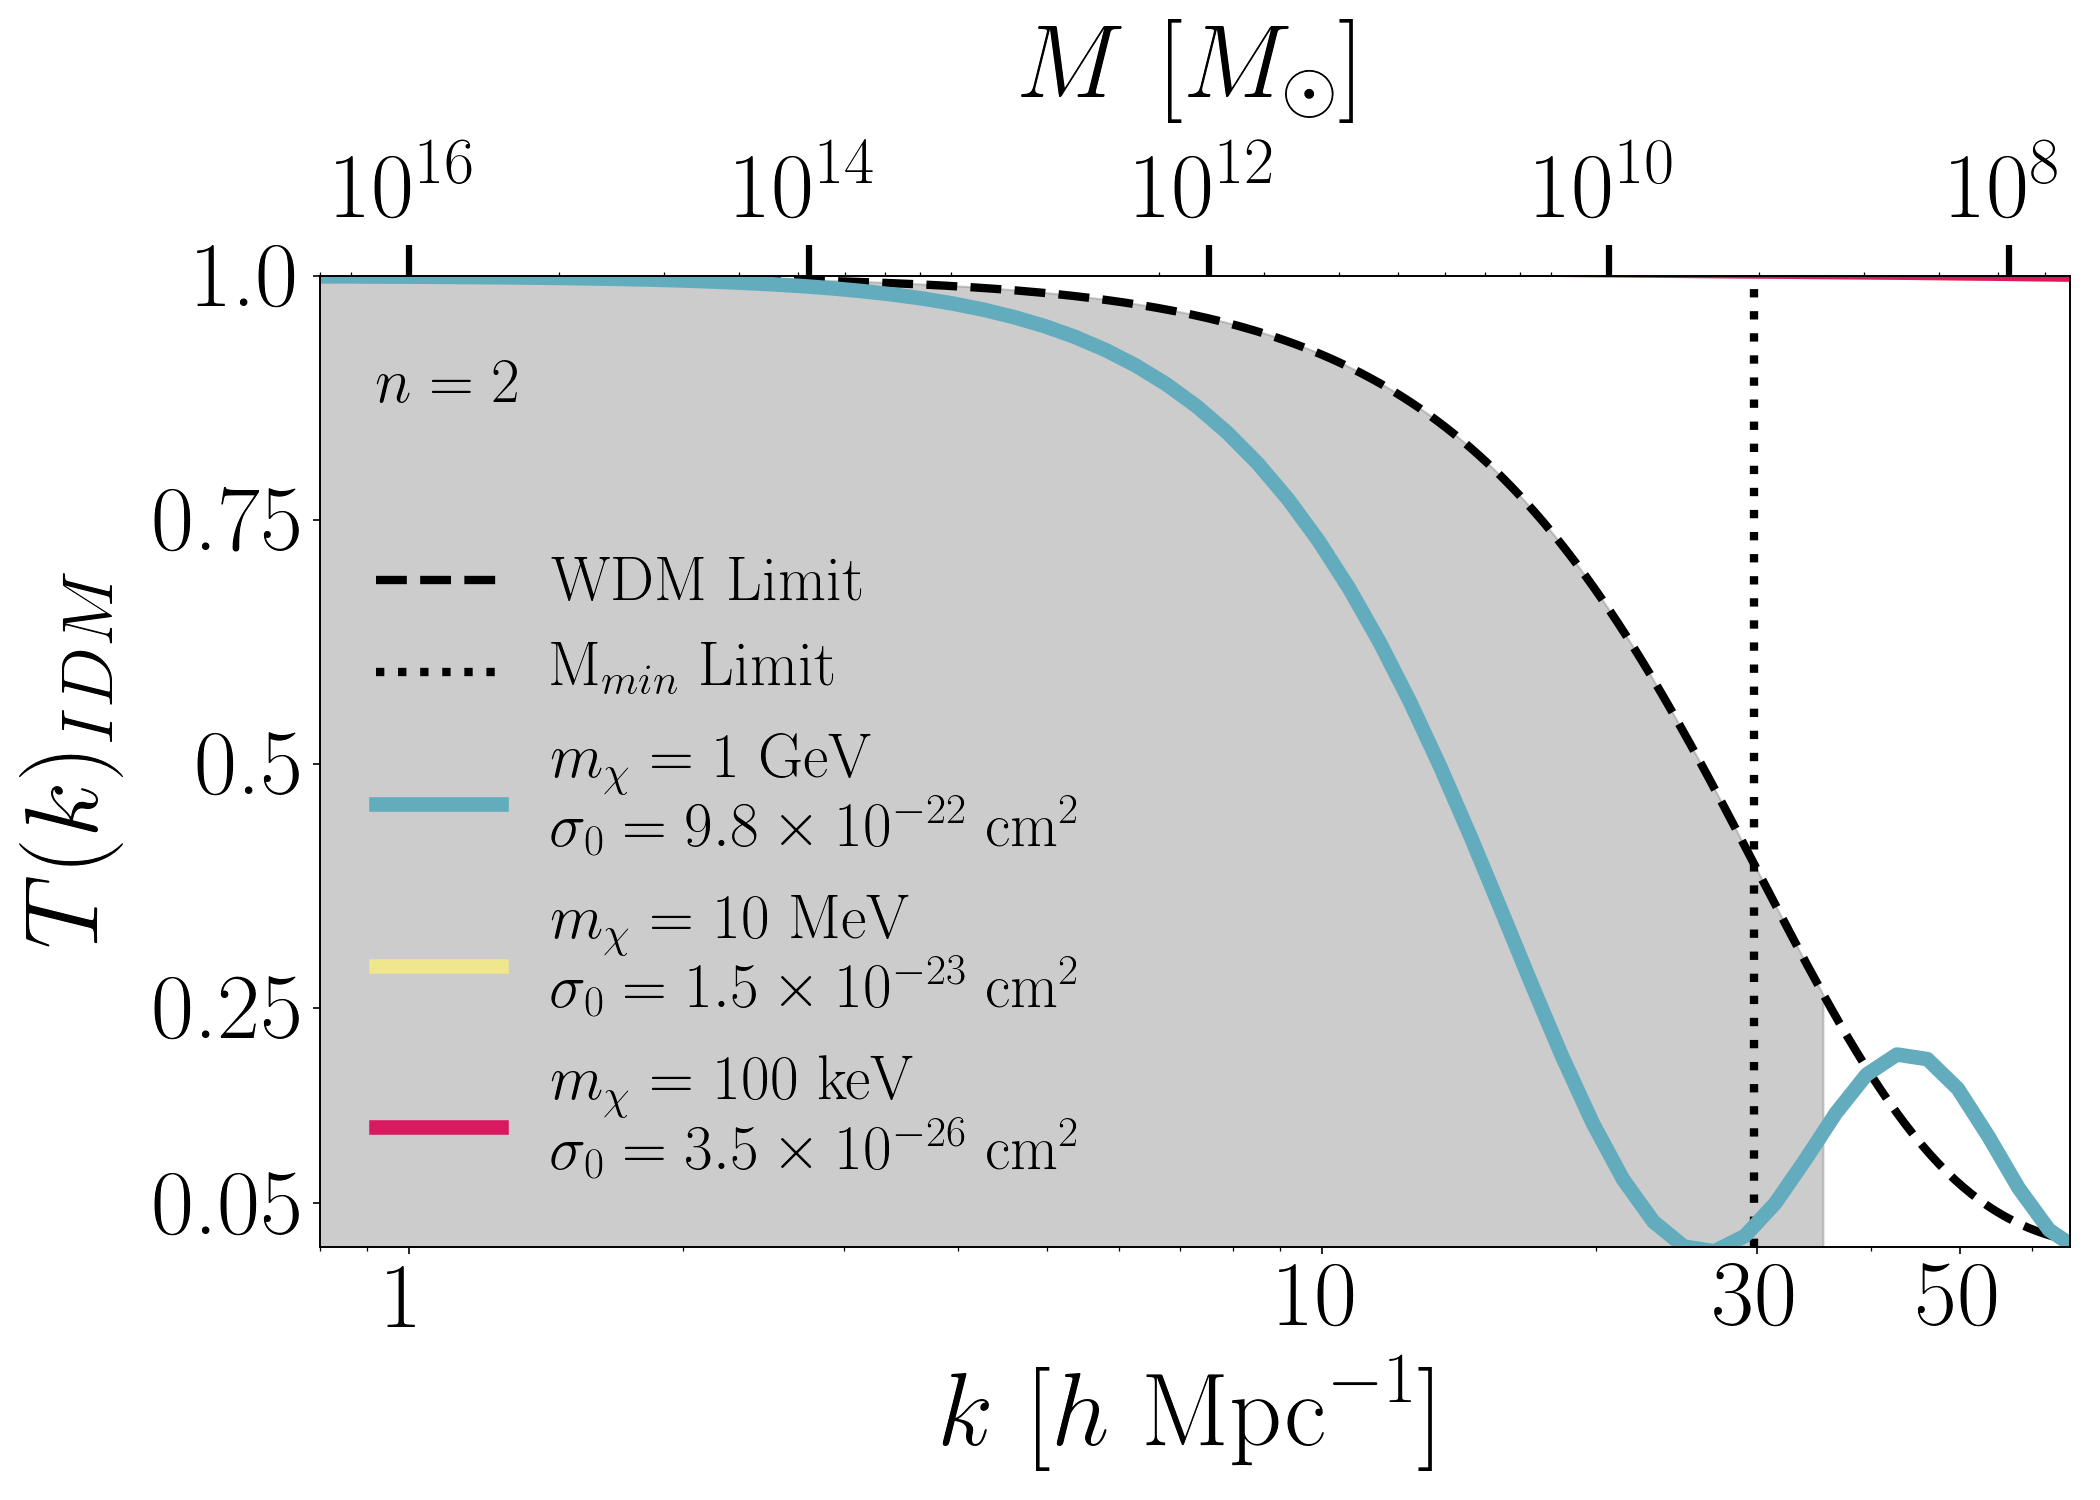 M [M⊙]
10^16 10^14 10^12 10^10 10^8
1.0
0.75
0.5
0.25
0.05
T(k)_IDM
n = 2
WDM Limit
M_min Limit
m_χ = 1 GeV
σ_0 = 9.8 × 10^−22 cm^2
m_χ = 10 MeV
σ_0 = 1.5 × 10^−23 cm^2
m_χ = 100 keV
σ_0 = 3.5 × 10^−26 cm^2
1 10 30 50
k [h Mpc^−1]